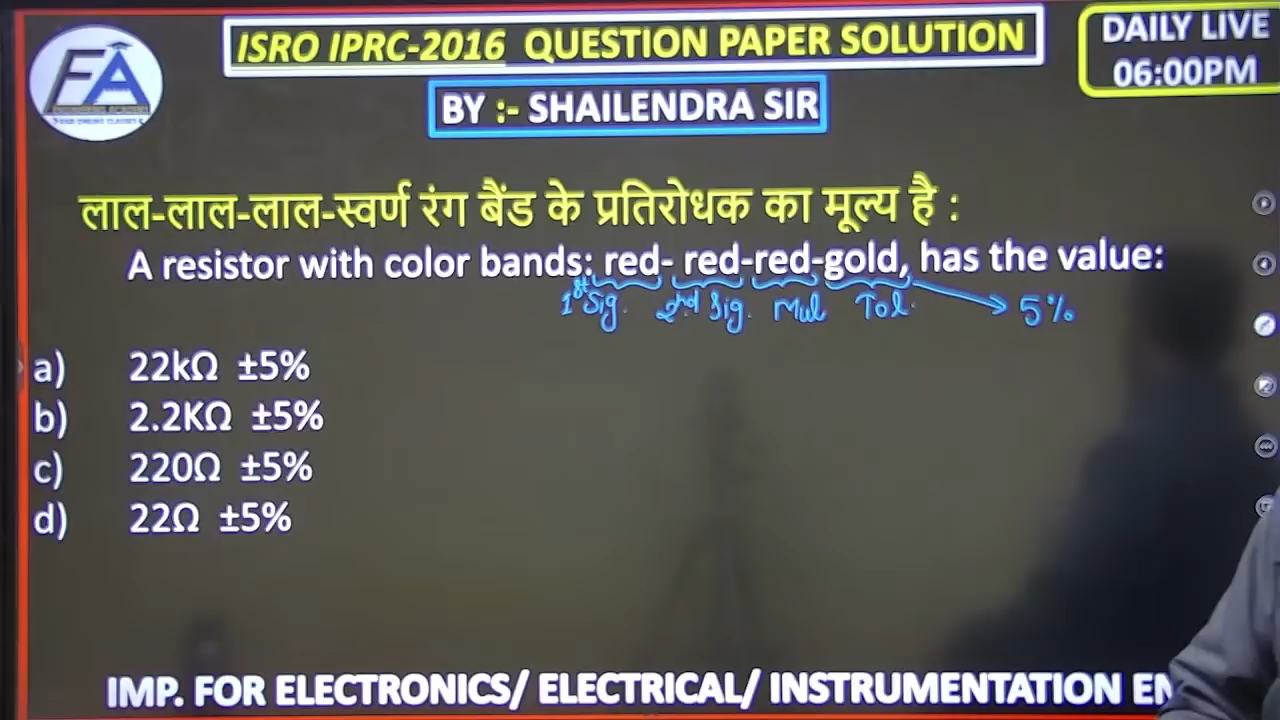 ISRO IPRC-2016 QUESTION PAPER SOLUTION
DAILY LIVE
06:00PM
BY :- SHAILENDRA SIR
लाल-लाल-लाल-स्वर्ण रंग बैंड के प्रतिरोधक का मूल्य है :
A resistor with color bands: red- red-red-gold, has the value:
1st Sig. 2nd Sig. Mul Tol. 5%
a) 22kΩ ±5%
b) 2.2KΩ ±5%
c) 220Ω ±5%
d) 22Ω ±5%
IMP. FOR ELECTRONICS/ ELECTRICAL/ INSTRUMENTATION EN